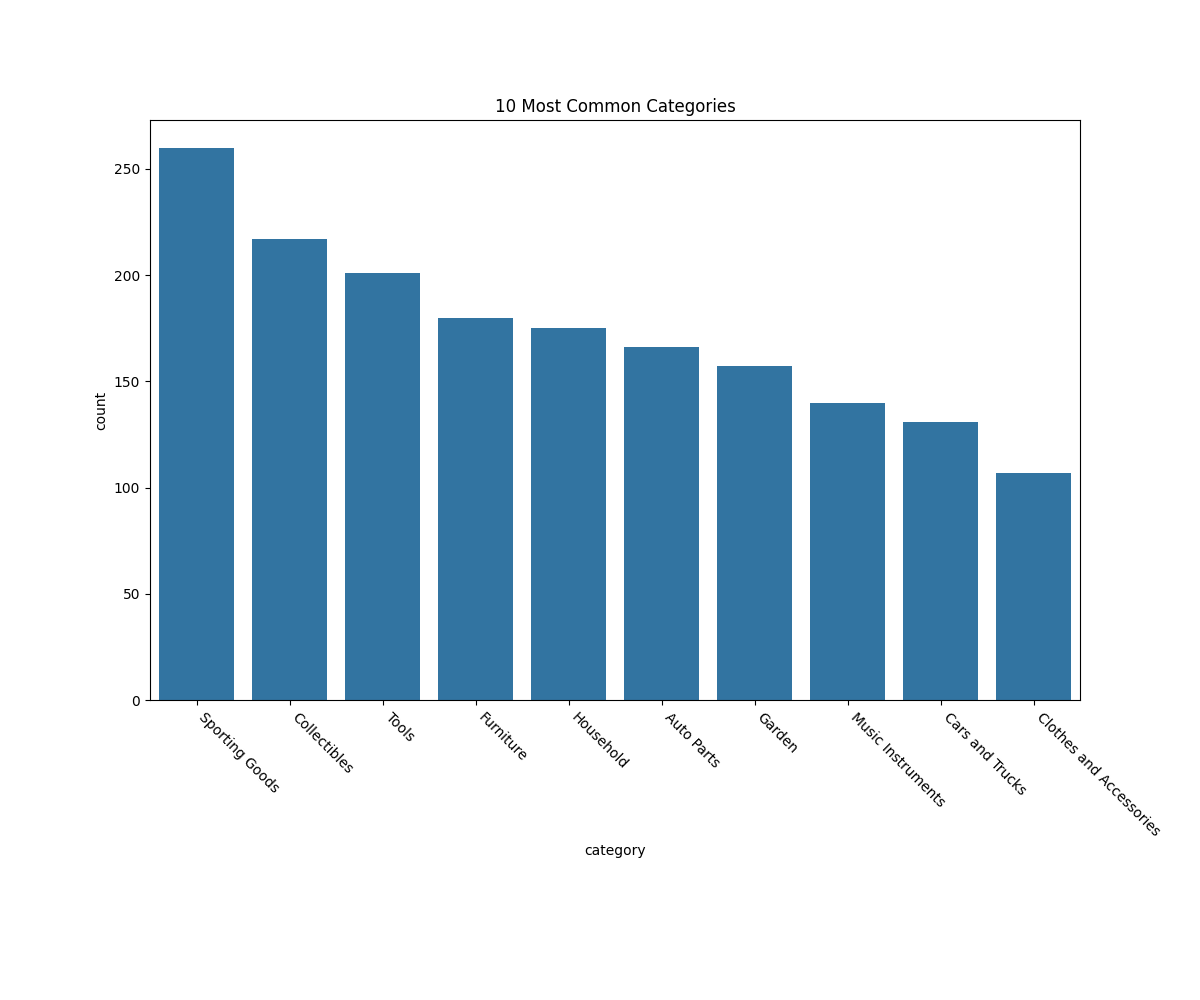 10 Most Common Categories
count
250
200
150
100
50
0
Sporting Goods
Collectibles
Tools
Furniture
Household
Auto Parts
Garden
Music Instruments
Cars and Trucks
Clothes and Accessories
category